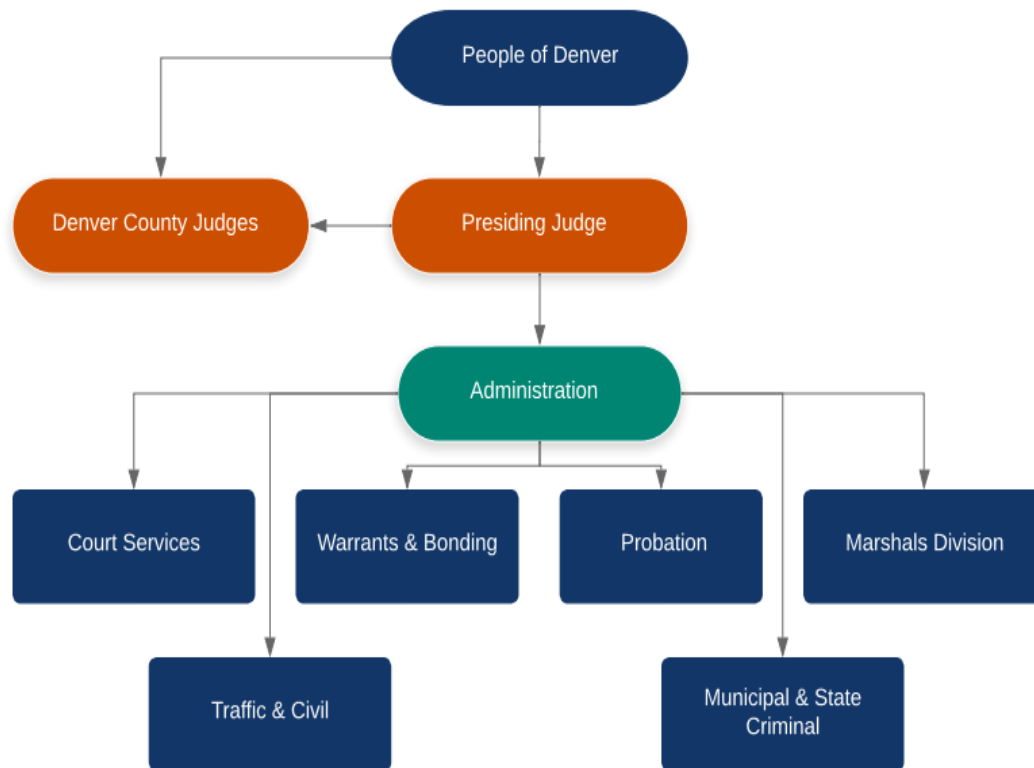 People of Denver
Denver County Judges
Presiding Judge
Administration
Court Services
Warrants & Bonding
Probation
Marshals Division
Traffic & Civil
Municipal & State
Criminal